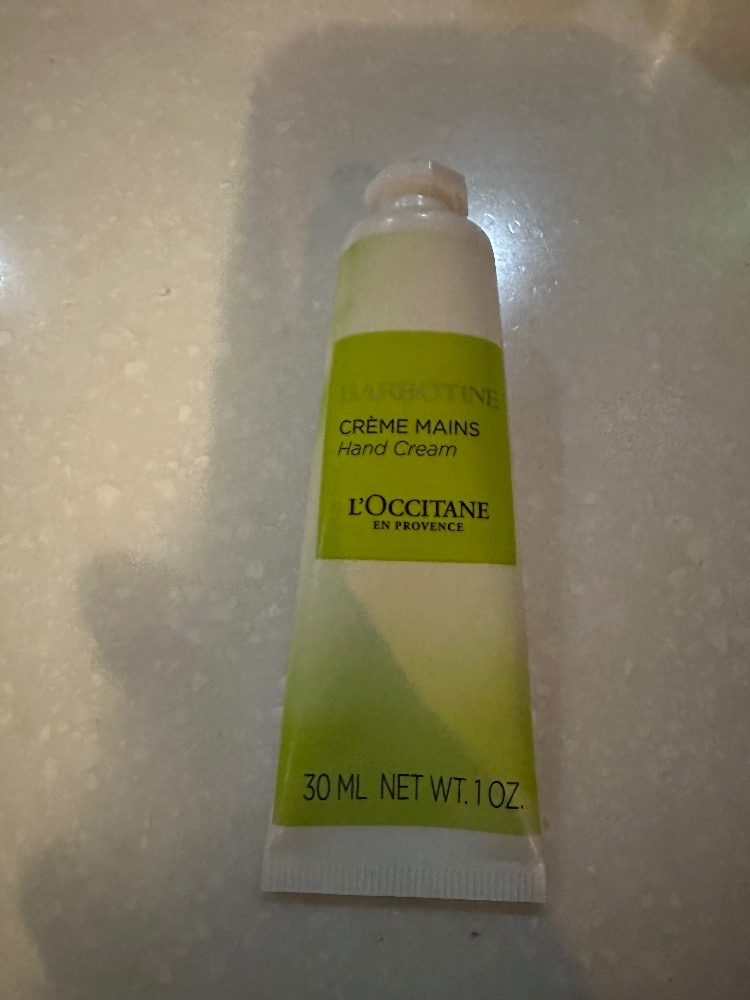 BARBOTINE
CRÈME MAINS
Hand Cream
L'OCCITANE
EN PROVENCE
30 ML NET WT. 1 OZ.